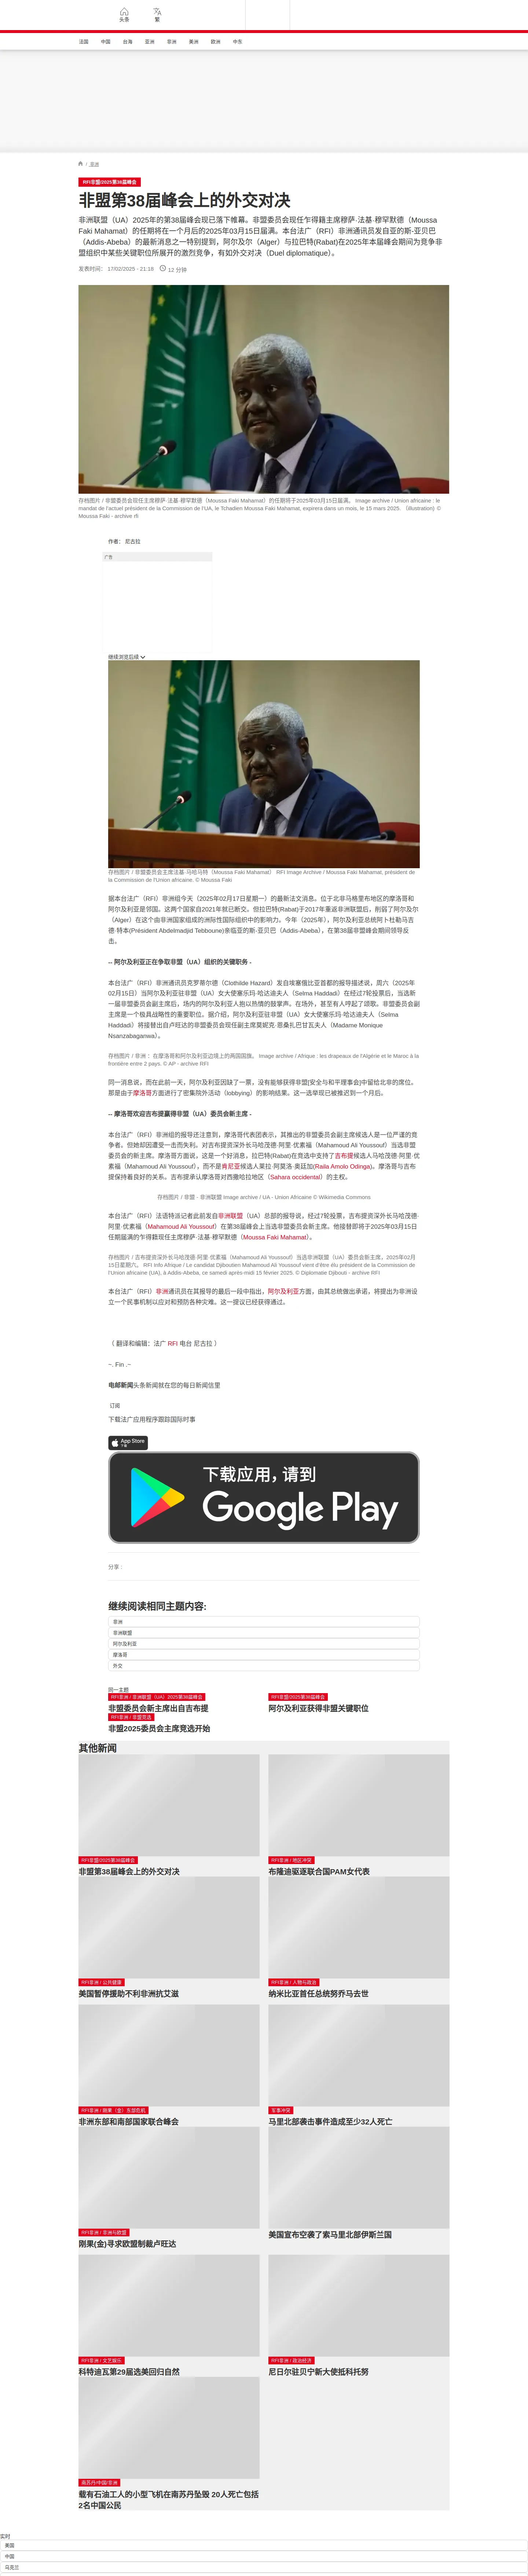 头条
繁
法国
中国
台海
亚洲
非洲
美洲
欧洲
中东
/ 非洲
RFI非盟/2025第38届峰会
非盟第38届峰会上的外交对决
非洲联盟（UA）2025年的第38届峰会现已落下帷幕。非盟委员会现任乍得籍主席穆萨·法基·穆罕默德（Moussa
Faki Mahamat）的任期将在一个月后的2025年03月15日届满。本台法广（RFI）非洲通讯员发自亚的斯-亚贝巴
（Addis-Abeba）的最新消息之一特别提到，阿尔及尔（Alger）与拉巴特(Rabat)在2025年本届峰会期间为竞争非
盟组织中某些关键职位所展开的激烈竞争，有如外交对决（Duel diplomatique）。
发表时间： 17/02/2025 - 21:18 12 分钟
存档图片 / 非盟委员会现任主席穆萨·法基·穆罕默德（Moussa Faki Mahamat）的任期将于2025年03月15日届满。 Image archive / Union africaine : le
mandat de l'actuel président de la Commission de l'UA, le Tchadien Moussa Faki Mahamat, expirera dans un mois, le 15 mars 2025. （illustration) ©
Moussa Faki - archive rfi
作者： 尼古拉
广告
继续浏览后续
存档图片 / 非盟委员会主席法基·马哈马特（Moussa Faki Mahamat） RFI Image Archive / Moussa Faki Mahamat, président de
la Commission de l'Union africaine. © Moussa Faki
据本台法广（RFI）非洲组今天（2025年02月17日星期一）的最新法文消息。位于北非马格里布地区的摩洛哥和
阿尔及利亚是邻国。这两个国家自2021年就已断交。但拉巴特(Rabat)于2017年重返非洲联盟后，削弱了阿尔及尔
（Alger）在这个由非洲国家组成的洲际性国际组织中的影响力。今年（2025年），阿尔及利亚总统阿卜杜勒马吉
德·特本(Président Abdelmadjid Tebboune)亲临亚的斯·亚贝巴（Addis-Abeba），在第38届非盟峰会期间领导反
击。
-- 阿尔及利亚正在争取非盟（UA）组织的关键职务 -
本台法广（RFI）非洲通讯员克罗蒂尔德（Clothilde Hazard）发自埃塞俄比亚首都的报导描述说，周六（2025年
02月15日）当阿尔及利亚驻非盟（UA）女大使塞乐玛·哈达迪夫人（Selma Haddadi）在经过7轮投票后，当选新
一届非盟委员会副主席后，场内的阿尔及利亚人抱以热情的鼓掌声。在场外，甚至有人呼起了颂歌。非盟委员会副
主席是一个极具战略性的重要职位。据介绍，阿尔及利亚驻非盟（UA）女大使塞乐玛·哈达迪夫人（Selma
Haddadi）将接替出自卢旺达的非盟委员会现任副主席莫妮克·恩桑扎巴甘瓦夫人（Madame Monique
Nsanzabaganwa)。
存档图片 / 非洲 ： 在摩洛哥和阿尔及利亚边境上的两国国旗。 Image archive / Afrique : les drapeaux de l'Algérie et le Maroc à la
frontière entre 2 pays. © AP - archive RFI
同一消息说，而在此前一天，阿尔及利亚因缺了一票，没有能够获得非盟[安全与和平理事会]中留给北非的席位。
那是由于摩洛哥方面进行了密集院外活动（lobbying）的影响结果。这一选举现已被推迟到一个月后。
-- 摩洛哥欢迎吉布提赢得非盟（UA）委员会新主席 -
本台法广（RFI）非洲组的报导还注意到，摩洛哥代表团表示，其推出的非盟委员会副主席候选人是一位严谨的竞
争者。但她却因遭受一击而失利。对于吉布提资深外长马哈茂德·阿里·优素福（Mahamoud Ali Youssouf）当选非盟
委员会的新主席。摩洛哥方面说，这是一个好消息，拉巴特(Rabat)在竞选中支持了吉布提候选人马哈茂德·阿里·优
素福（Mahamoud Ali Youssouf），而不是肯尼亚候选人莱拉·阿莫洛·奥廷加(Raila Amolo Odinga)。摩洛哥与吉布
提保持着良好的关系。吉布提承认摩洛哥对西撒哈拉地区（Sahara occidental）的主权。
存档图片 / 非盟 - 非洲联盟 Image archive / UA - Union Africaine © Wikimedia Commons
本台法广（RFI）法语特派记者此前发自非洲联盟（UA）总部的报导说，经过7轮投票，吉布提资深外长马哈茂德·
阿里·优素福（Mahamoud Ali Youssouf）在第38届峰会上当选非盟委员会新主席。他接替即将于2025年03月15日
任期届满的乍得籍现任主席穆萨·法基·穆罕默德（Moussa Faki Mahamat）。
存档图片 / 吉布提资深外长马哈茂德·阿里·优素福（Mahamoud Ali Youssouf）当选非洲联盟（UA）委员会新主席，2025年02月
15日星期六。 RFI Info Afrique / Le candidat Djiboutien Mahamoud Ali Youssouf vient d'être élu président de la Commission de
l'Union africaine (UA), à Addis-Abeba, ce samedi après-midi 15 février 2025. © Diplomatie Djibouti - archive RFI
本台法广（RFI）非洲通讯员在其报导的最后一段中指出，阿尔及利亚方面，由其总统做出承诺，将提出为非洲设
立一个民事机制以应对和预防各种灾难。这一提议已经获得通过。
（ 翻译和编辑：法广 RFI 电台 尼古拉 ）
~. Fin .~
电邮新闻头条新闻就在您的每日新闻信里
订阅
下载法广应用程序跟踪国际时事
App Store
下载
下载应用，请到
Google Play
分享 :
继续阅读相同主题内容:
非洲
非洲联盟
阿尔及利亚
摩洛哥
外交
同一主题
RFI非洲 / 非洲联盟（UA）2025第38届峰会
非盟委员会新主席出自吉布提
RFI非盟/2025第38届峰会
阿尔及利亚获得非盟关键职位
RFI非洲 / 非盟竞选
非盟2025委员会主席竞选开始
其他新闻
RFI非盟/2025第38届峰会
非盟第38届峰会上的外交对决
RFI非洲 / 地区冲突
布隆迪驱逐联合国PAM女代表
RFI非洲 / 公共健康
美国暂停援助不利非洲抗艾滋
RFI非洲 / 人物与政治
纳米比亚首任总统努乔马去世
RFI非洲 / 刚果（金）东部危机
非洲东部和南部国家联合峰会
军事冲突
马里北部袭击事件造成至少32人死亡
RFI非洲 / 非洲与欧盟
刚果(金)寻求欧盟制裁卢旺达
美国宣布空袭了索马里北部伊斯兰国
RFI非洲 / 文艺娱乐
科特迪瓦第29届选美回归自然
RFI非洲 / 政治经济
尼日尔驻贝宁新大使抵科托努
南苏丹/中国/非洲
载有石油工人的小型飞机在南苏丹坠毁 20人死亡包括
2名中国公民
实时
美国
中国
乌克兰